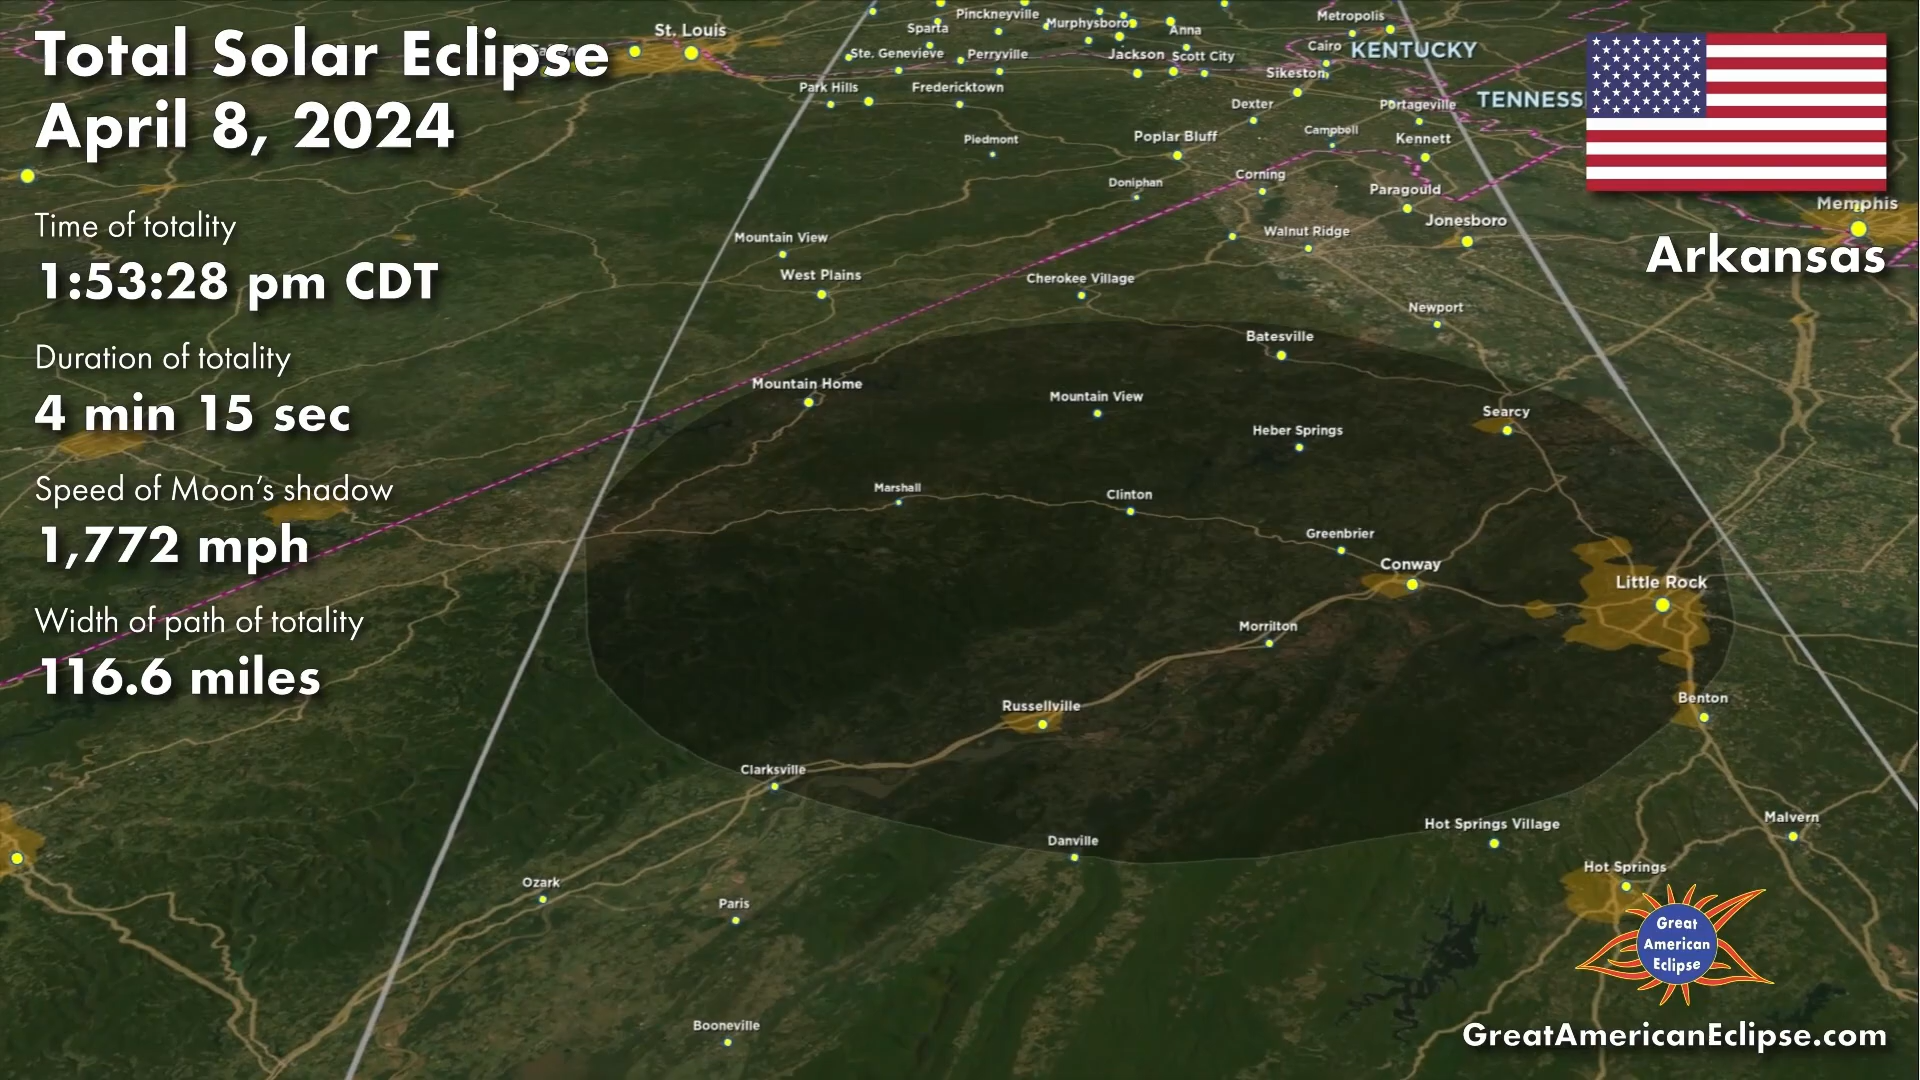 Total Solar Eclipse
April 8, 2024
Time of totality
1:53:28 pm CDT
Duration of totality
4 min 15 sec
Speed of Moon's shadow
1,772 mph
Width of path of totality
116.6 miles
Arkansas
St. Louis
Sparta
Pinckneyville
Murphysboro
Anna
Metropolis
Ste. Genevieve
Perryville
Jackson
Scott City
Cairo
KENTUCKY
Sikeston
Park Hills
Fredericktown
Dexter
Portageville
TENNESS
Piedmont
Poplar Bluff
Campbell
Kennett
Doniphan
Corning
Paragould
Memphis
Jonesboro
Mountain View
Walnut Ridge
West Plains
Cherokee Village
Newport
Batesville
Mountain Home
Mountain View
Searcy
Heber Springs
Marshall
Clinton
Greenbrier
Conway
Little Rock
Morrilton
Russellville
Benton
Clarksville
Danville
Hot Springs Village
Malvern
Hot Springs
Ozark
Paris
Booneville
Great
American
Eclipse
GreatAmericanEclipse.com